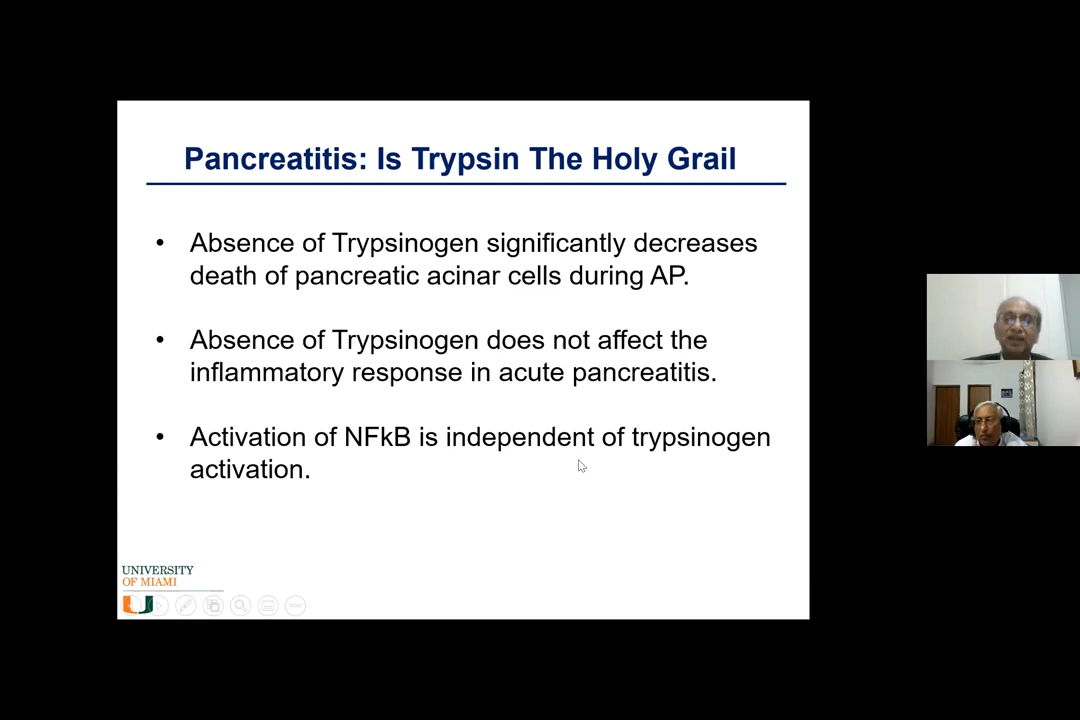 Pancreatitis: Is Trypsin The Holy Grail
• Absence of Trypsinogen significantly decreases
death of pancreatic acinar cells during AP.
• Absence of Trypsinogen does not affect the
inflammatory response in acute pancreatitis.
• Activation of NFkB is independent of trypsinogen
activation.
UNIVERSITY
OF MIAMI